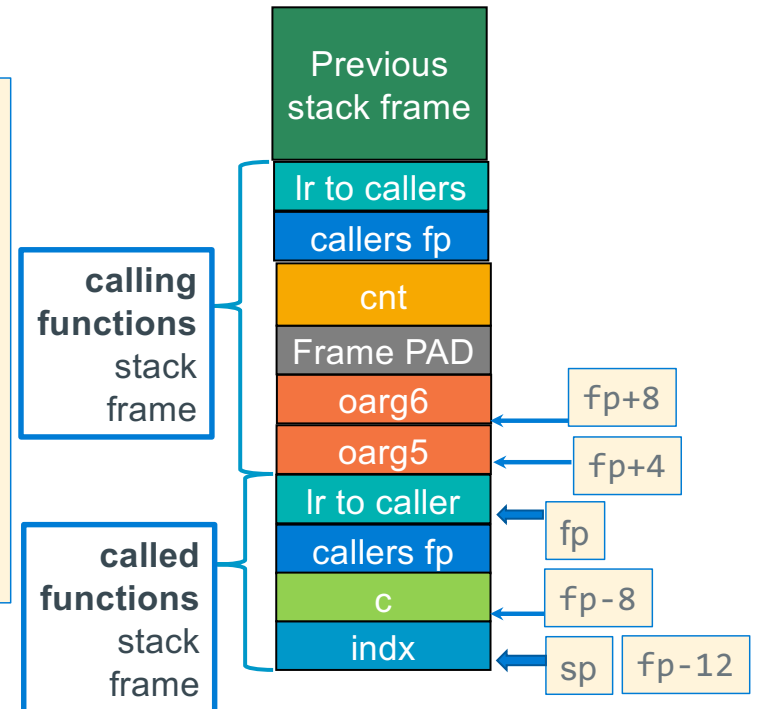 Previous
stack frame
lr to callers
callers fp
calling
functions
stack
frame
cnt
Frame PAD
oarg6
fp+8
oarg5
fp+4
lr to caller
fp
called
functions
stack
frame
callers fp
c
fp-8
indx
sp
fp-12